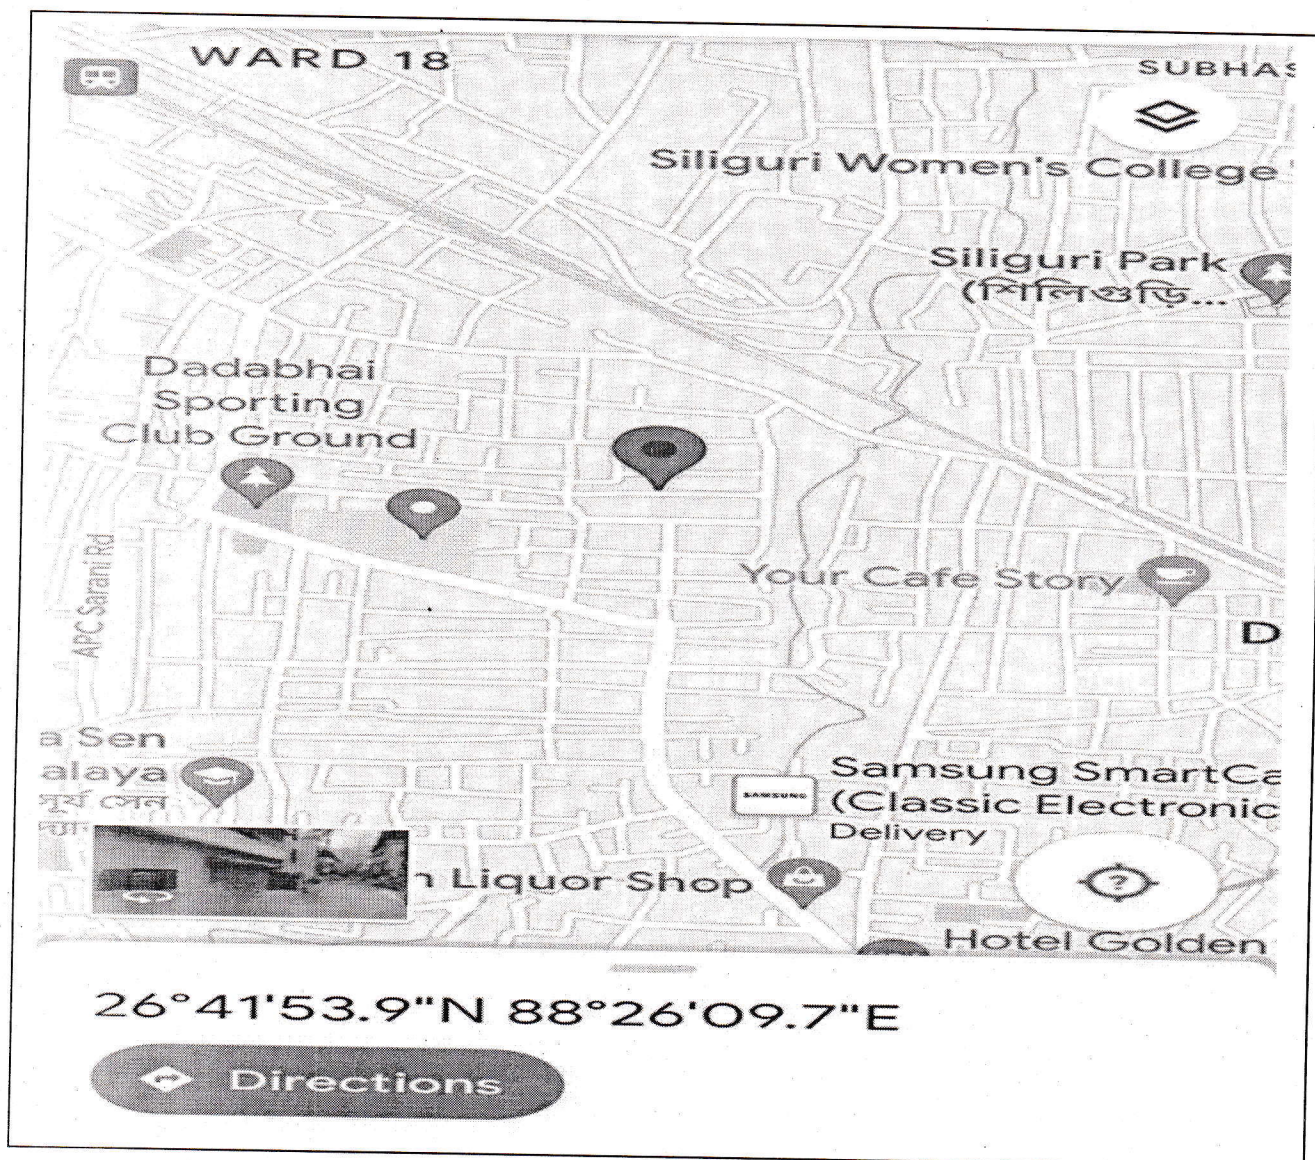 WARD 18
SUBHAS
Siliguri Women's College
Siliguri Park
(শিলিগুড়ি...
Dadabhai
Sporting
Club Ground
APC Sarani Rd
Your Cafe Story
D
a Sen
alaya
সূর্য সেন
SAMSUNG
Samsung SmartCa
(Classic Electronic
Delivery
n Liquor Shop
?
Hotel Golden
26°41'53.9"N 88°26'09.7"E
Directions